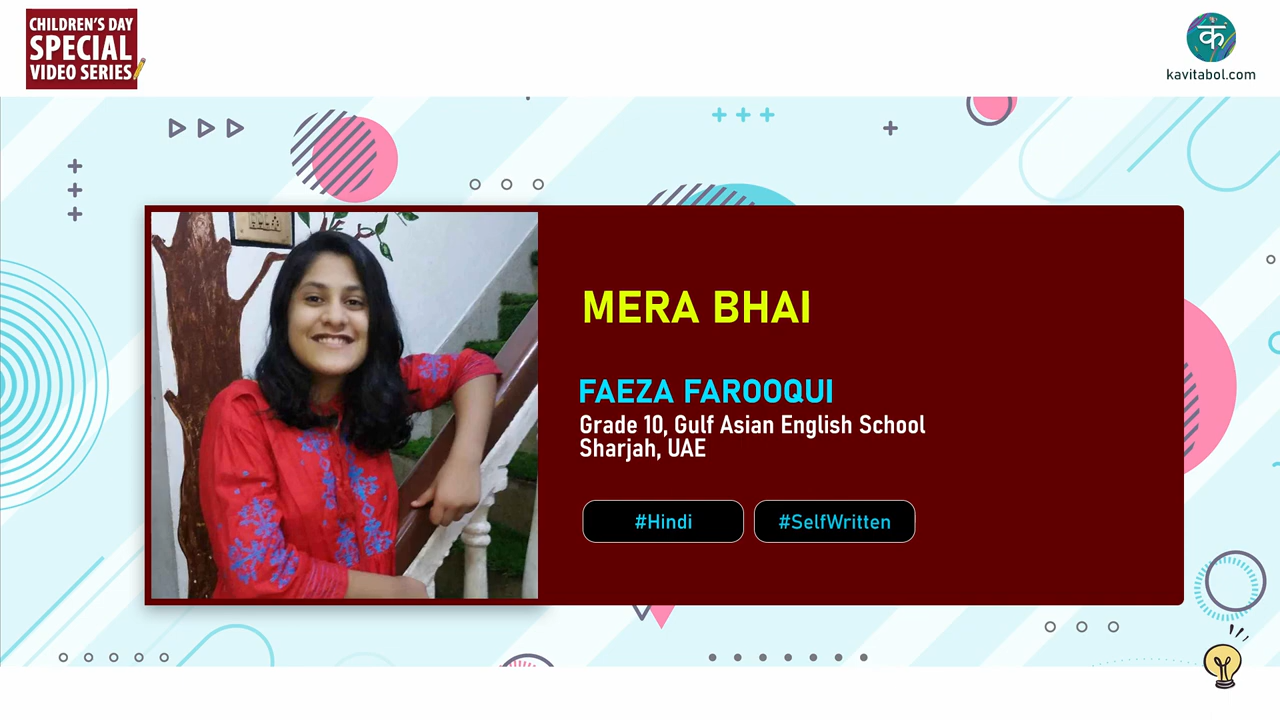 CHILDREN'S DAY
SPECIAL
VIDEO SERIES
क
kavitabol.com
MERA BHAI
FAEZA FAROOQUI
Grade 10, Gulf Asian English School
Sharjah, UAE
#Hindi
#SelfWritten